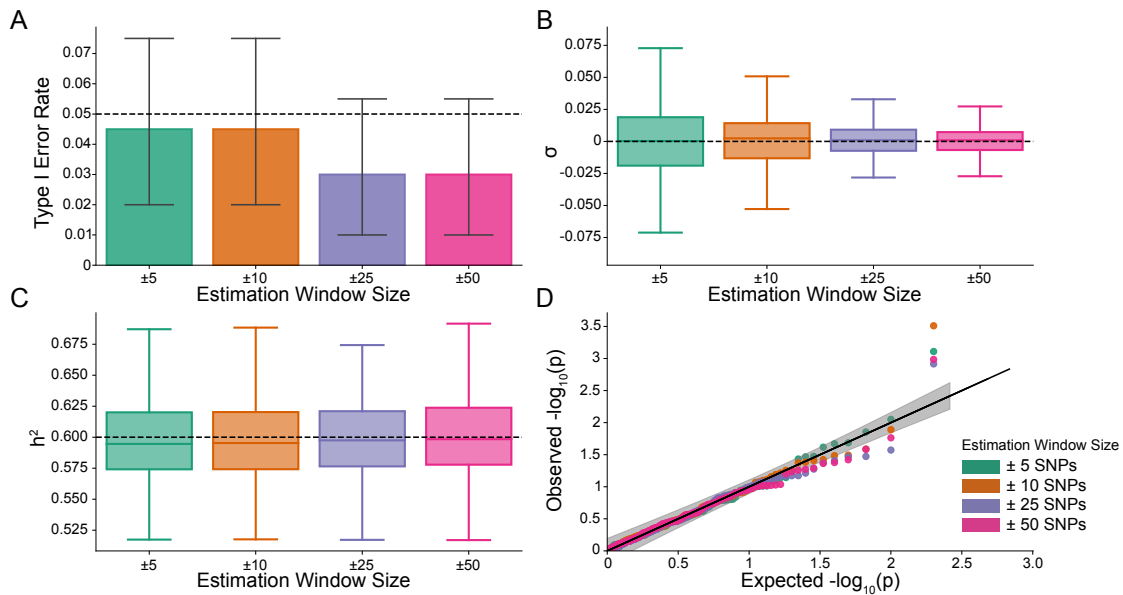 A
Type I Error Rate
0.07
0.06
0.05
0.04
0.03
0.02
0.01
0
±5
±10
±25
±50
Estimation Window Size
B
σ
0.075
0.050
0.025
0
-0.025
-0.050
-0.075
±5
±10
±25
±50
Estimation Window Size
C
h²
0.675
0.650
0.625
0.600
0.575
0.550
0.525
±5
±10
±25
±50
Estimation Window Size
D
Observed -log₁₀(p)
3.5
3.0
2.5
2.0
1.5
1.0
0.5
0
0
0.5
1
1.5
2.0
2.5
3.0
Expected -log₁₀(p)
Estimation Window Size
± 5 SNPs
± 10 SNPs
± 25 SNPs
± 50 SNPs